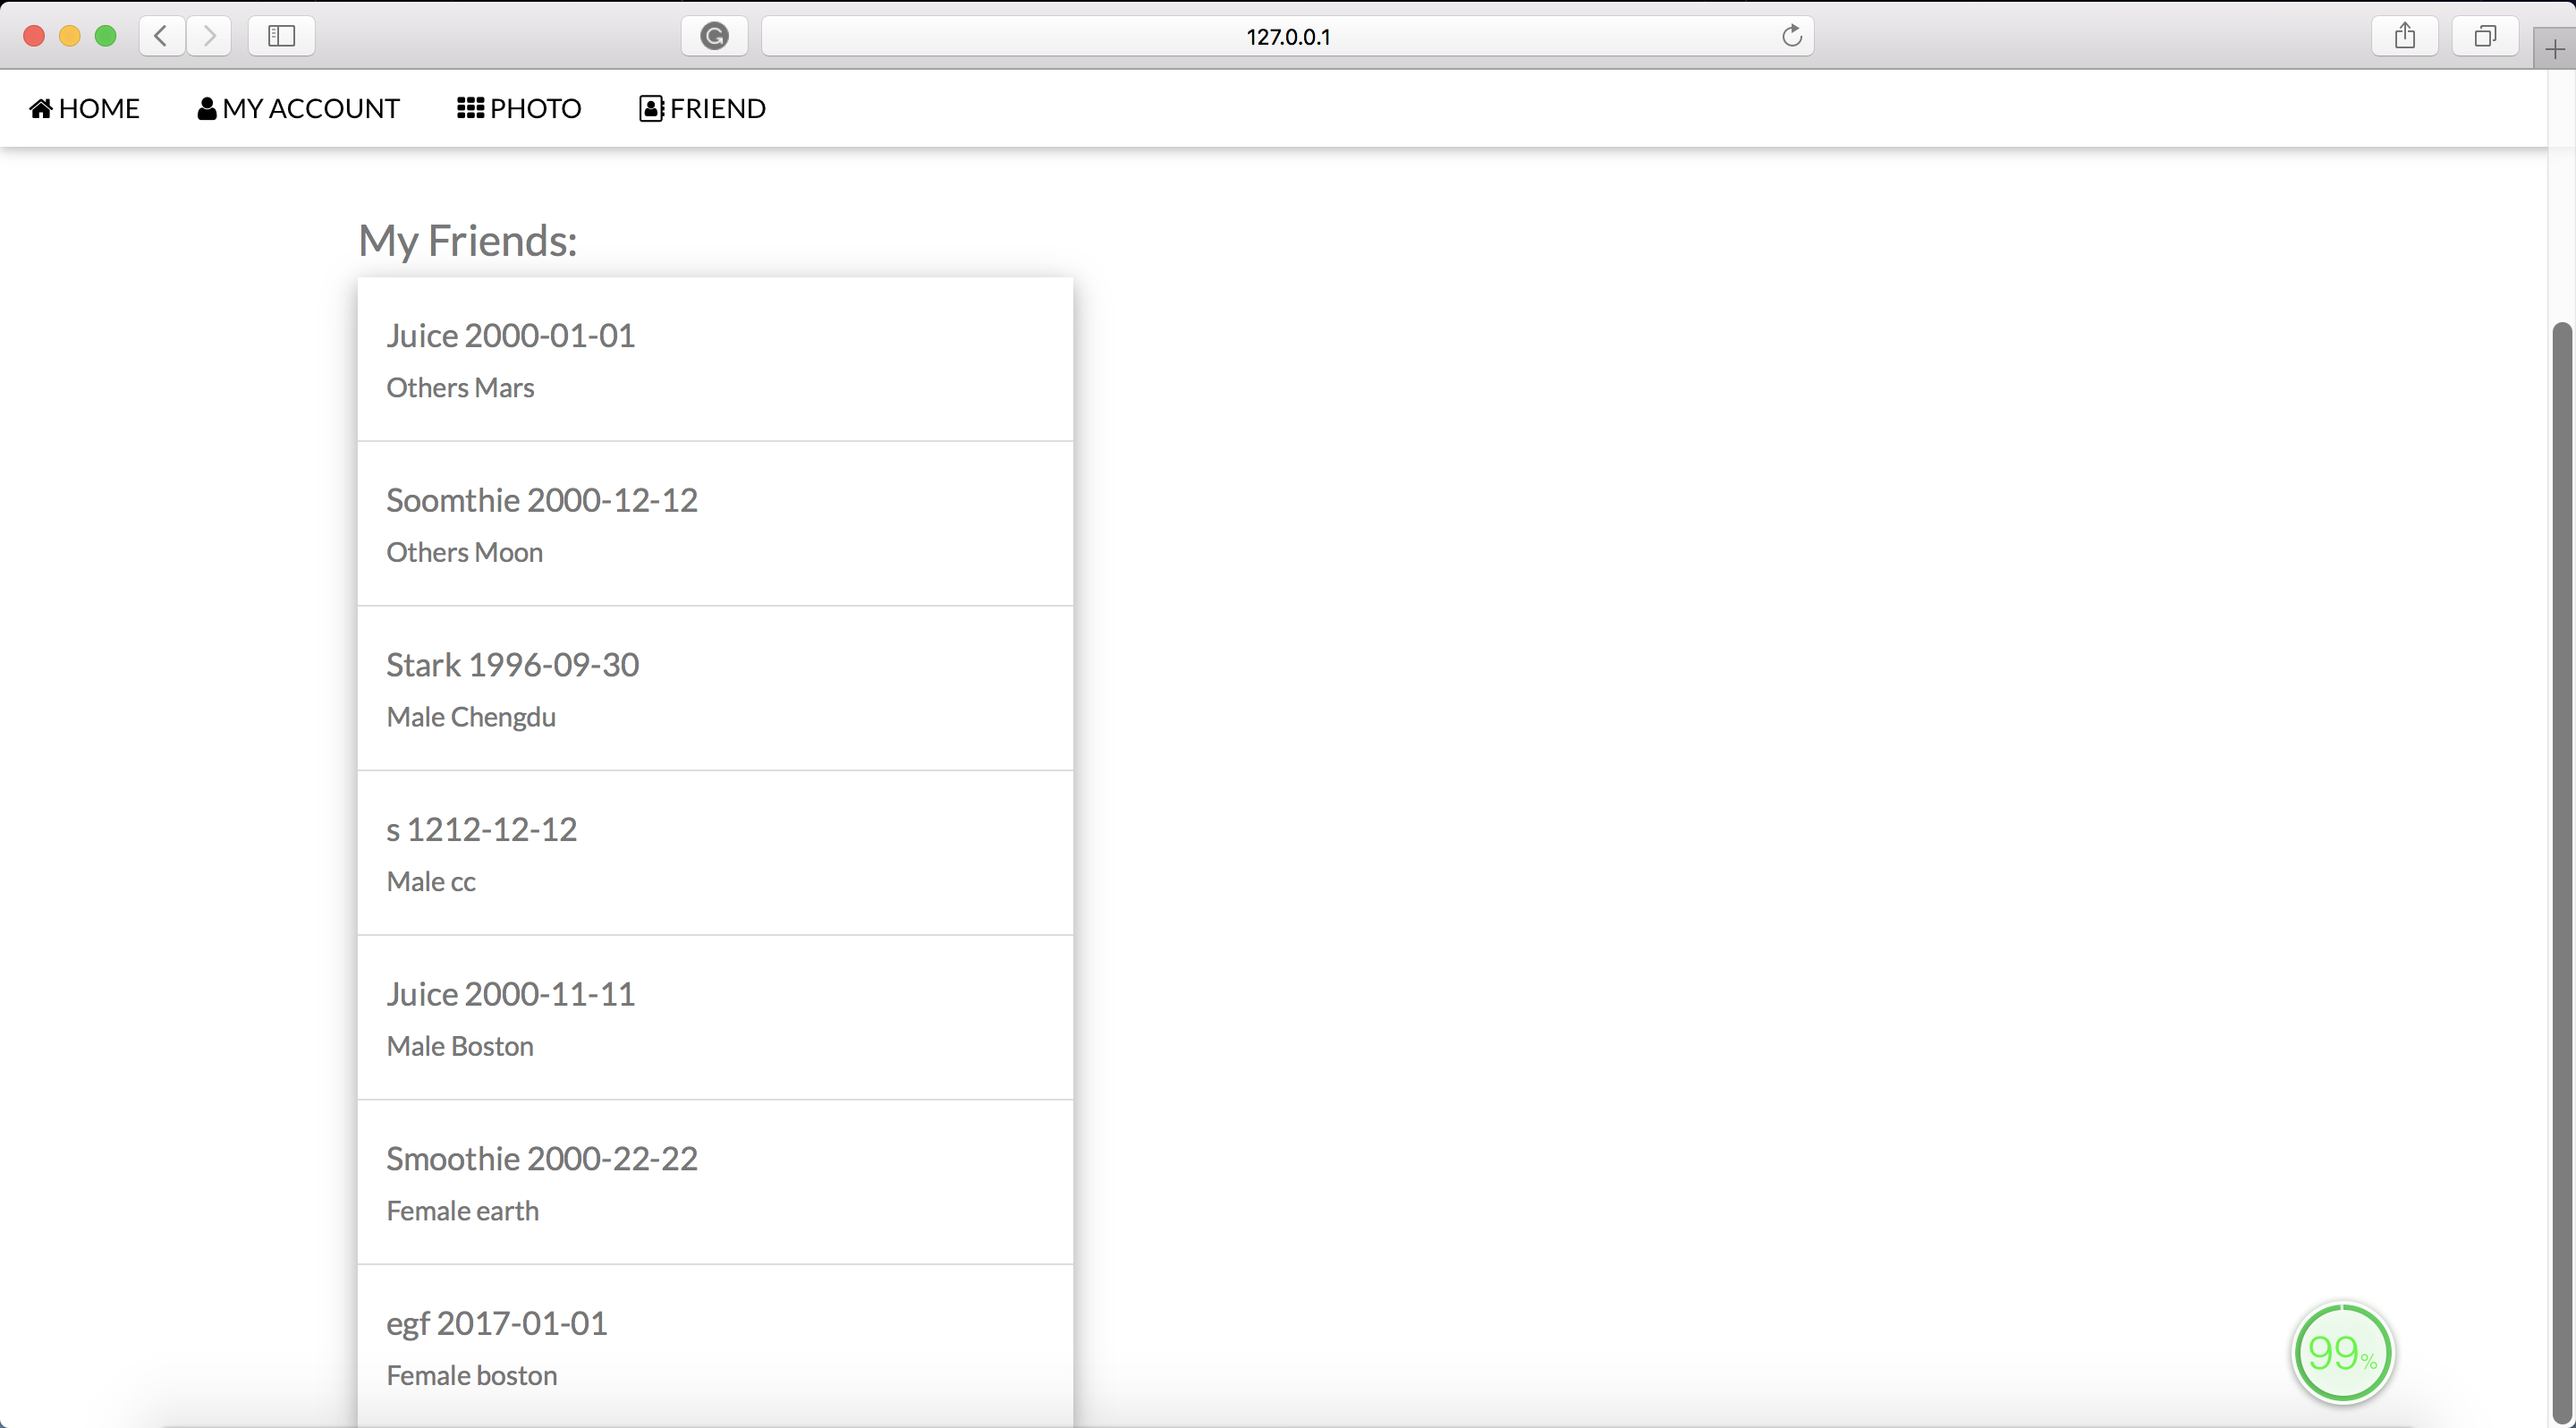 127.0.0.1
HOME MY ACCOUNT PHOTO FRIEND
My Friends:
Juice 2000-01-01
Others Mars
Soomthie 2000-12-12
Others Moon
Stark 1996-09-30
Male Chengdu
s 1212-12-12
Male cc
Juice 2000-11-11
Male Boston
Smoothie 2000-22-22
Female earth
egf 2017-01-01
Female boston
99%